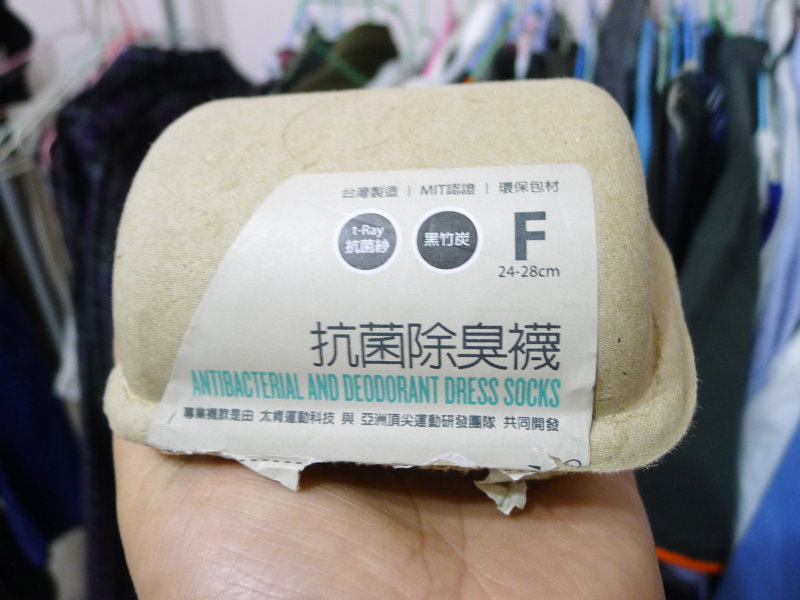 台灣製造 | MIT認證 | 環保包材
t-Ray
抗菌紗
黑竹炭
F
24-28cm
抗菌除臭襪
ANTIBACTERIAL AND DEODORANT DRESS SOCKS
專業襪款是由 太肯運動科技 與 亞洲頂尖運動研發團隊 共同開發